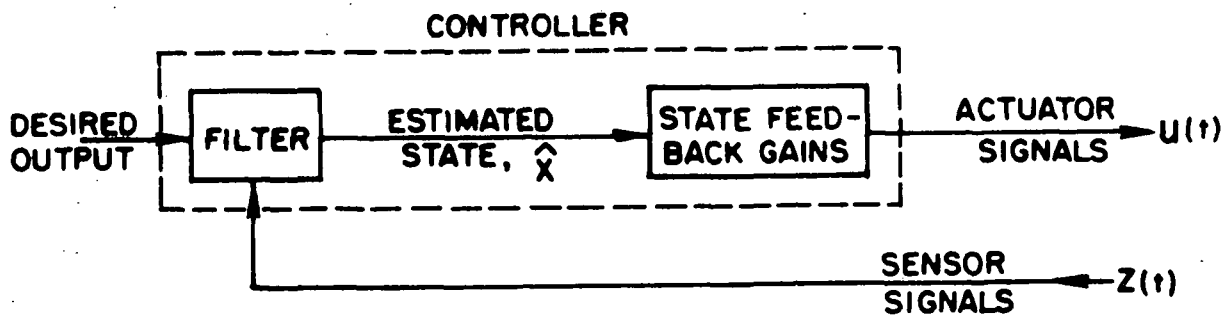 CONTROLLER
DESIRED
OUTPUT
FILTER
ESTIMATED
STATE, X̂
STATE FEED-
BACK GAINS
ACTUATOR
SIGNALS
U(t)
SENSOR
SIGNALS
Z(t)